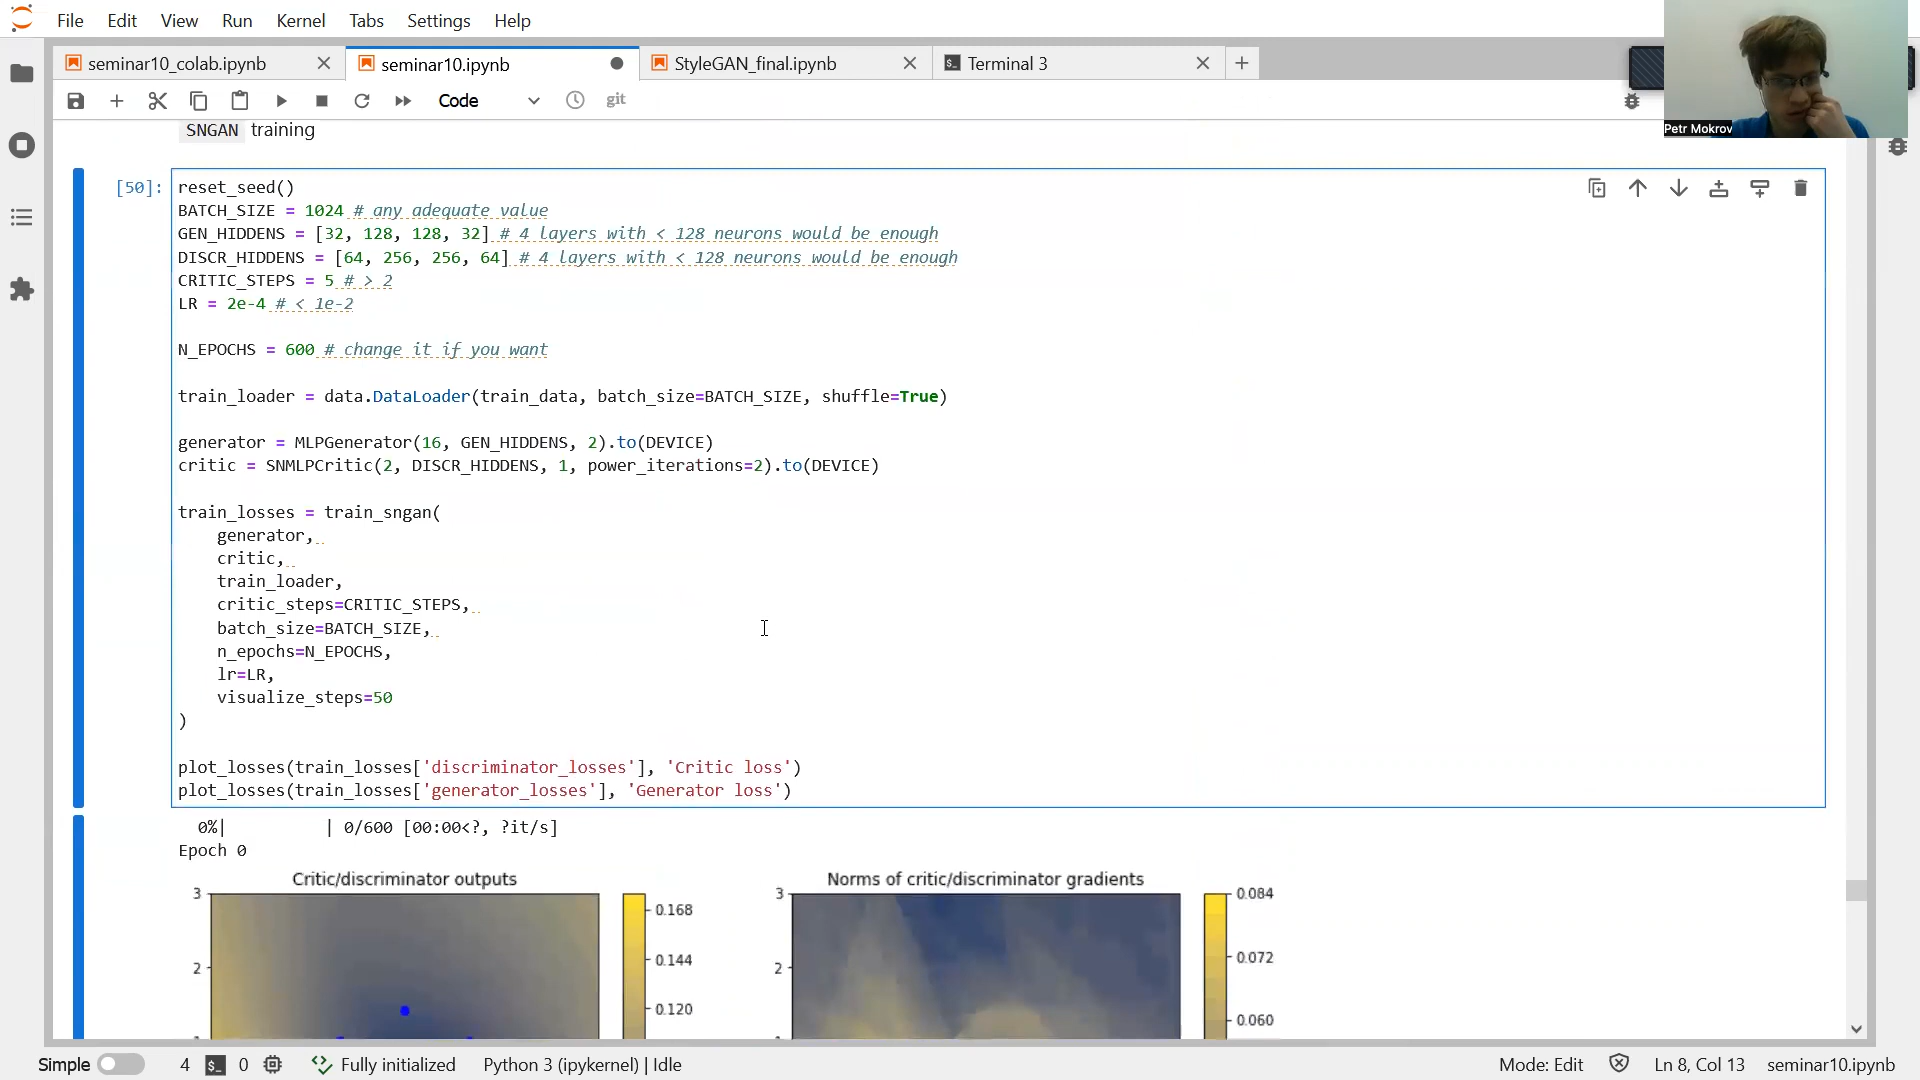 File Edit View Run Kernel Tabs Settings Help
seminar10_colab.ipynb seminar10.ipynb StyleGAN_final.ipynb Terminal 3
Code git
Petr Mokrov
SNGAN training
[50]: reset_seed()
BATCH_SIZE = 1024 # any adequate value
GEN_HIDDENS = [32, 128, 128, 32] # 4 layers with < 128 neurons would be enough
DISCR_HIDDENS = [64, 256, 256, 64] # 4 layers with < 128 neurons would be enough
CRITIC_STEPS = 5 # > 2
LR = 2e-4 # < 1e-2
N_EPOCHS = 600 # change it if you want
train_loader = data.DataLoader(train_data, batch_size=BATCH_SIZE, shuffle=True)
generator = MLPGenerator(16, GEN_HIDDENS, 2).to(DEVICE)
critic = SNMLPCritic(2, DISCR_HIDDENS, 1, power_iterations=2).to(DEVICE)
train_losses = train_sngan(
generator,
critic,
train_loader,
critic_steps=CRITIC_STEPS,
batch_size=BATCH_SIZE,
n_epochs=N_EPOCHS,
lr=LR,
visualize_steps=50
)
plot_losses(train_losses['discriminator_losses'], 'Critic loss')
plot_losses(train_losses['generator_losses'], 'Generator loss')
0%| | 0/600 [00:00<?, ?it/s]
Epoch 0
Critic/discriminator outputs Norms of critic/discriminator gradients
3 0.168 3 0.084
2 0.144 2 0.072
0.120 0.060
Simple 4 $_ 0 Fully initialized Python 3 (ipykernel) | Idle Mode: Edit Ln 8, Col 13 seminar10.ipynb